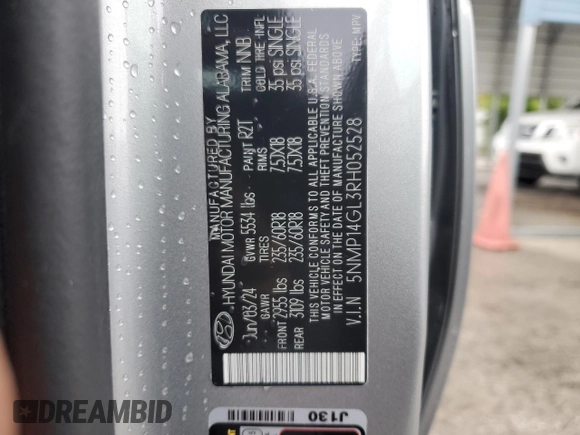 MANUFACTURED BY
HYUNDAI MOTOR MANUFACTURING ALABAMA, LLC
Jun/03/24 GVWR 5534 lbs PAINT R2T TRIM NNB
GAWR TIRES RIMS COLD TIRE INFL
FRONT 2955 lbs 235/60R18 7.5JX18 35 psi SINGLE
REAR 3109 lbs 235/60R18 7.5JX18 35 psi SINGLE
THIS VEHICLE CONFORMS TO ALL APPLICABLE U.S.A. FEDERAL
MOTOR VEHICLE SAFETY AND THEFT PREVENTION STANDARDS
IN EFFECT ON THE DATE OF MANUFACTURE SHOWN ABOVE.
V.I.N 5NMP14GL3RH052528 TYPE: MPV
J130
DREAMBID